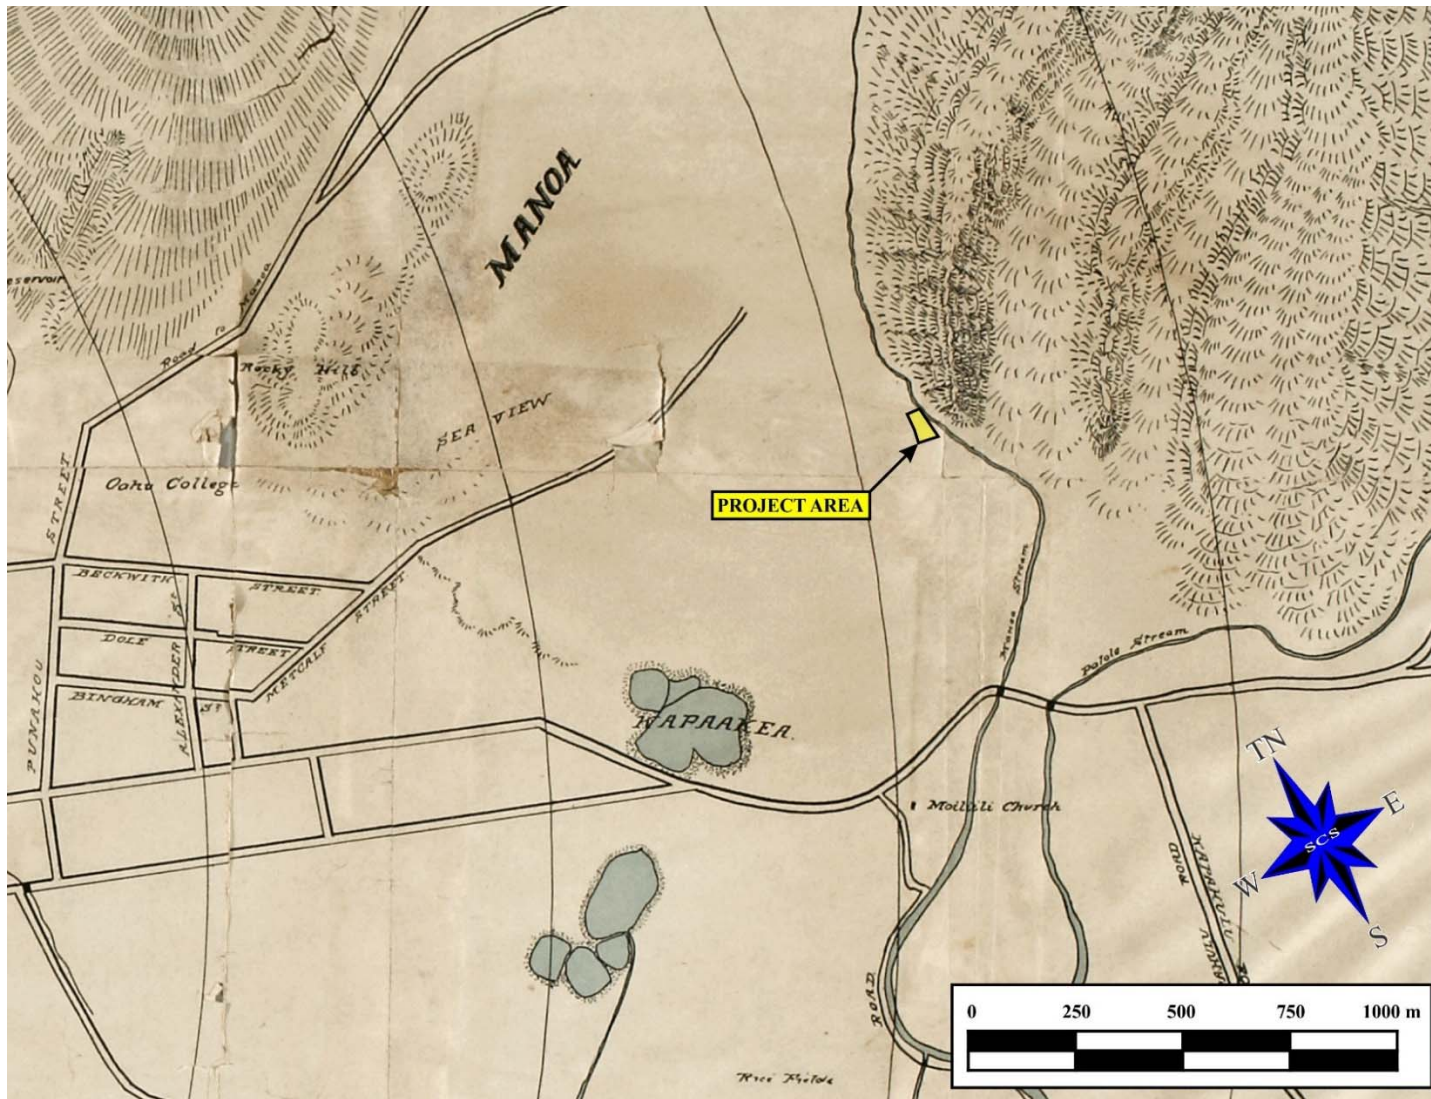 MANOA
Manoa
Road to
Rocky Hill
SEA VIEW
Oahu College
PROJECT AREA
STREET
BECKWITH STREET.
DOLE STREET
BINGHAM ST
ALEXANDER ST
METCALF STREET
PUNAHOU
KAPAAKEA.
Manoa Stream
Palolo Stream
Moiliili Church
KAPAHULU
ROAD
ROAD
Rice Fields
TN
E
SCS
W
S
0 250 500 750 1000 m